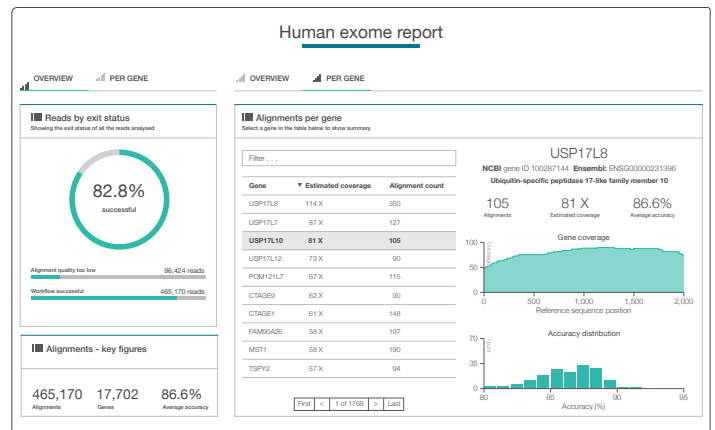 Human exome report
OVERVIEW
PER GENE
Reads by exit status
Showing the exit status of all the reads analysed
82.8%
successful
Alignment quality too low 96,424 reads
Workflow successful 465,170 reads
Alignments - key figures
465,170 17,702 86.6%
Alignments Genes Average accuracy
OVERVIEW
PER GENE
Alignments per gene
Select a gene in the table below to show summary
Filter . . .
Gene ▼ Estimated coverage Alignment count
USP17L8 114 X 350
USP17L7 87 X 127
USP17L10 81 X 105
USP17L12 73 X 90
POM121L7 67 X 115
CTAGE9 62 X 90
CTAGE1 61 X 148
FAM90A26 58 X 197
MST1 58 X 190
TSPY2 57 X 94
First < 1 of 1768 > Last
USP17L8
NCBI gene ID 100287144 Ensembl: ENSG00000231396
Ubiquitin-specific peptidase 17-like family member 10
105 81 X 86.6%
Alignments Estimated coverage Average accuracy
Gene coverage
Coverage
100
50
0
0 500 1,000 1,500 2,000
Reference sequence position
Accuracy distribution
Count
70
35
0
80 85 90 95
Accuracy (%)